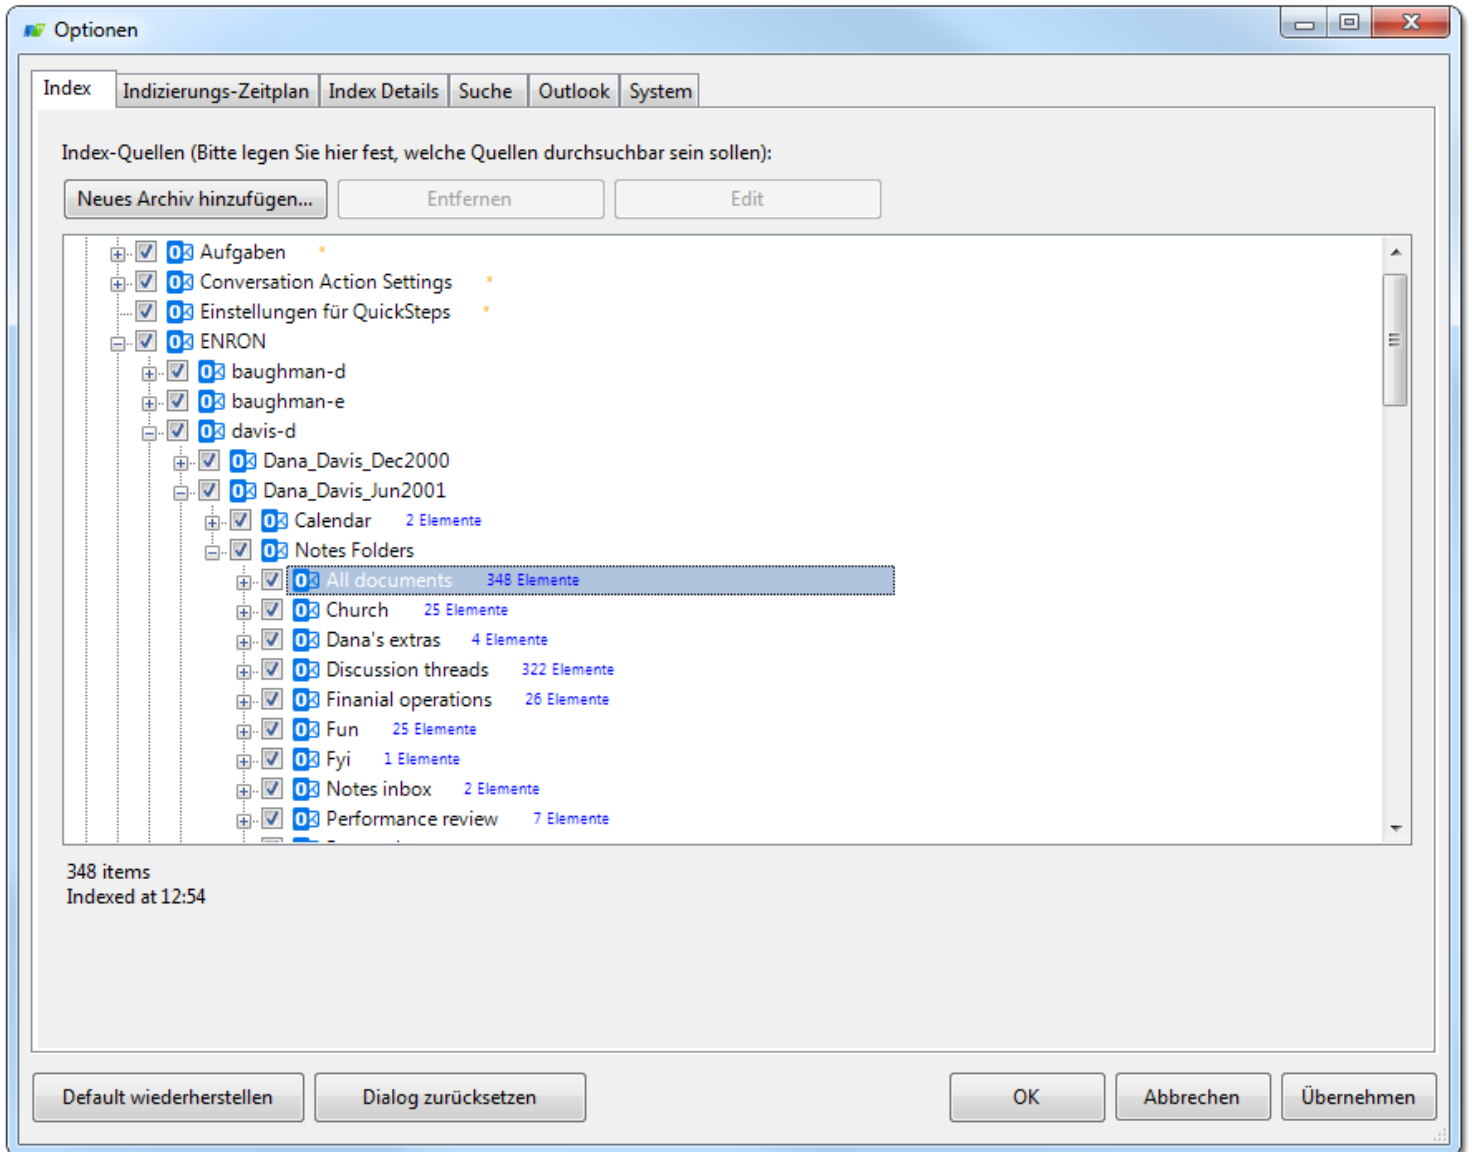 Optionen
Index Indizierungs-Zeitplan Index Details Suche Outlook System
Index-Quellen (Bitte legen Sie hier fest, welche Quellen durchsuchbar sein sollen):
Neues Archiv hinzufügen... Entfernen Edit
Aufgaben *
Conversation Action Settings *
Einstellungen für QuickSteps *
ENRON
baughman-d
baughman-e
davis-d
Dana_Davis_Dec2000
Dana_Davis_Jun2001
Calendar 2 Elemente
Notes Folders
All documents 348 Elemente
Church 25 Elemente
Dana's extras 4 Elemente
Discussion threads 322 Elemente
Finanial operations 26 Elemente
Fun 25 Elemente
Fyi 1 Elemente
Notes inbox 2 Elemente
Performance review 7 Elemente
348 items
Indexed at 12:54
Default wiederherstellen Dialog zurücksetzen OK Abbrechen Übernehmen